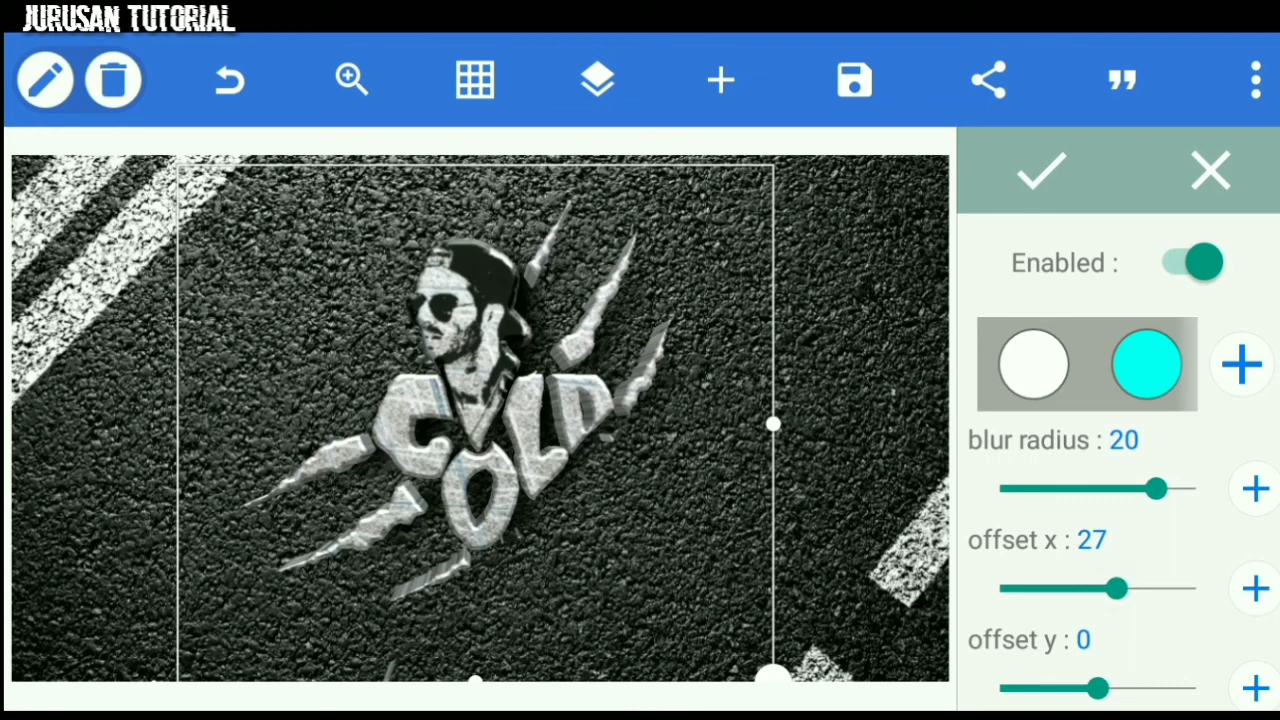 JURUSAN TUTORIAL
Enabled :
blur radius : 20
offset x : 27
offset y : 0
COLD